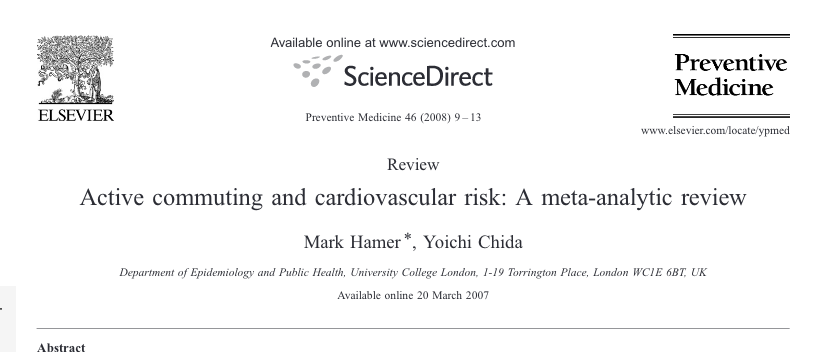 Available online at www.sciencedirect.com
ELSEVIER
ScienceDirect
Preventive
Medicine
Preventive Medicine 46 (2008) 9–13
www.elsevier.com/locate/ypmed
Review
Active commuting and cardiovascular risk: A meta-analytic review
Mark Hamer *, Yoichi Chida
Department of Epidemiology and Public Health, University College London, 1-19 Torrington Place, London WC1E 6BT, UK
Available online 20 March 2007
Abstract